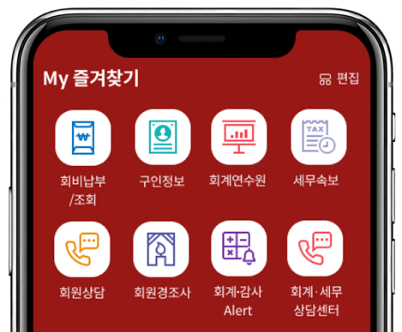 My 즐겨찾기
편집
₩
TAX
회비납부
/조회
구인정보
회계연수원
세무속보
회원상담
회원경조사
회계·감사
Alert
회계·세무
상담센터